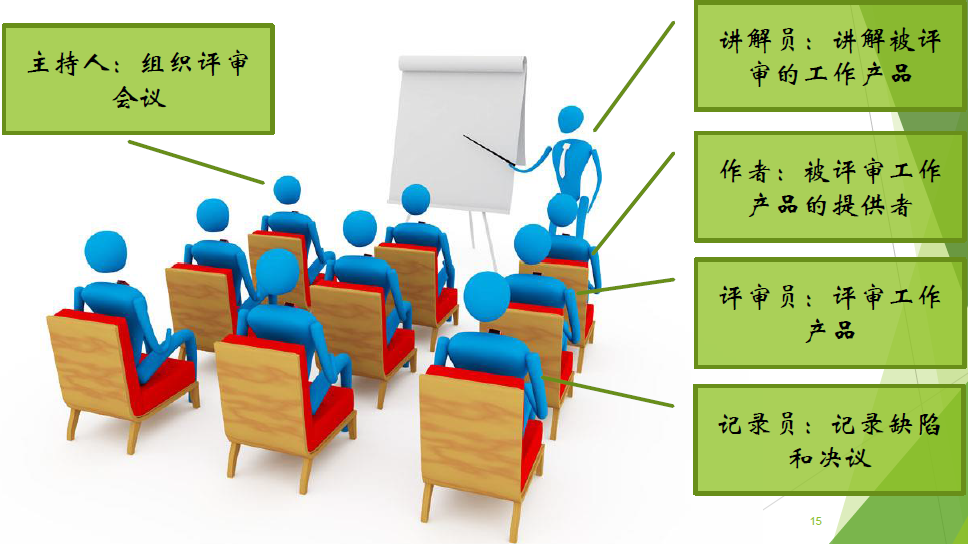 主持人：组织评审
会议
讲解员：讲解被评
审的工作产品
作者：被评审工作
产品的提供者
评审员：评审工作
产品
记录员：记录缺陷
和决议
15